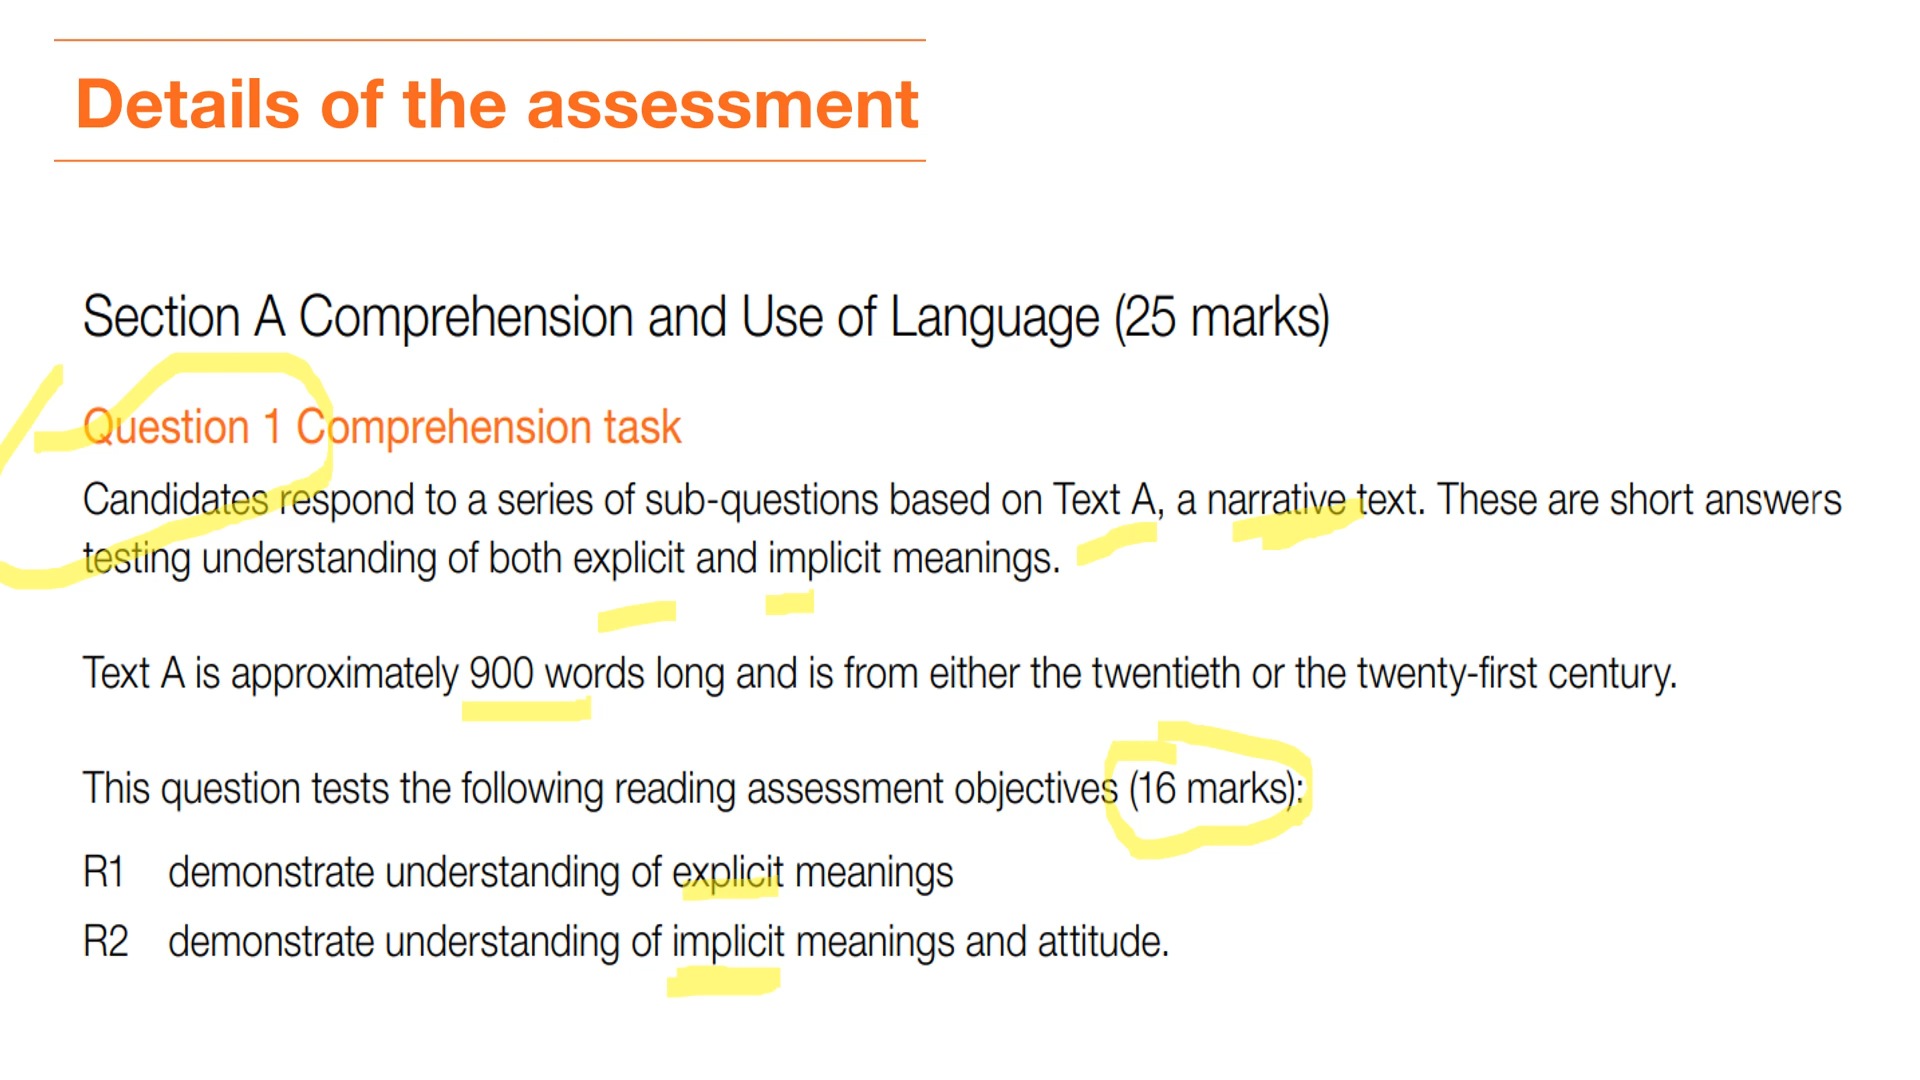 Details of the assessment
Section A Comprehension and Use of Language (25 marks)
Question 1 Comprehension task
Candidates respond to a series of sub-questions based on Text A, a narrative text. These are short answers
testing understanding of both explicit and implicit meanings.
Text A is approximately 900 words long and is from either the twentieth or the twenty-first century.
This question tests the following reading assessment objectives (16 marks):
R1 demonstrate understanding of explicit meanings
R2 demonstrate understanding of implicit meanings and attitude.